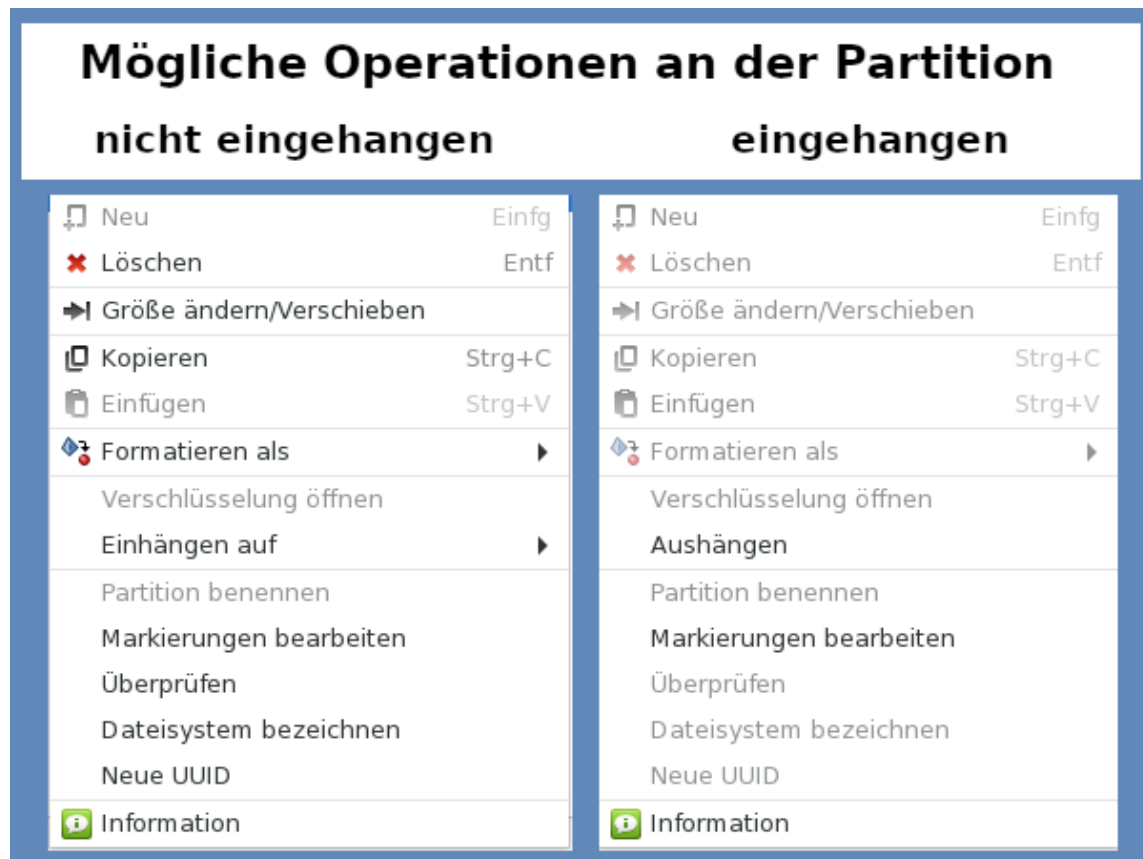 Mögliche Operationen an der Partition
nicht eingehangen
eingehangen
Neu Einfg
Löschen Entf
Größe ändern/Verschieben
Kopieren Strg+C
Einfügen Strg+V
Formatieren als
Verschlüsselung öffnen
Einhängen auf
Partition benennen
Markierungen bearbeiten
Überprüfen
Dateisystem bezeichnen
Neue UUID
Information
Neu Einfg
Löschen Entf
Größe ändern/Verschieben
Kopieren Strg+C
Einfügen Strg+V
Formatieren als
Verschlüsselung öffnen
Aushängen
Partition benennen
Markierungen bearbeiten
Überprüfen
Dateisystem bezeichnen
Neue UUID
Information